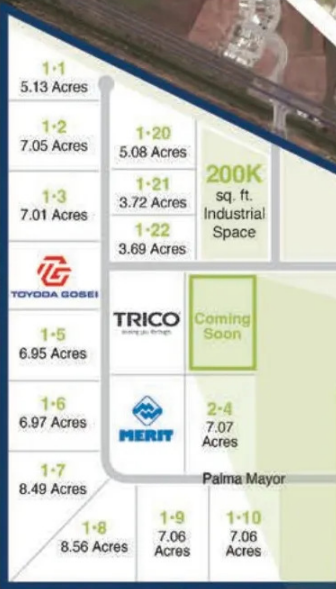 1•1
5.13 Acres
1•2
7.05 Acres
1•3
7.01 Acres
TG
TOYODA GOSEI
1•5
6.95 Acres
1•6
6.97 Acres
1•7
8.49 Acres
1•8
8.56 Acres
1•9
7.06
Acres
1•10
7.06
Acres
1•20
5.08 Acres
1•21
3.72 Acres
1•22
3.69 Acres
200K
sq. ft.
Industrial
Space
TRICO
Coming
Soon
MERIT
2•4
7.07
Acres
Palma Mayor